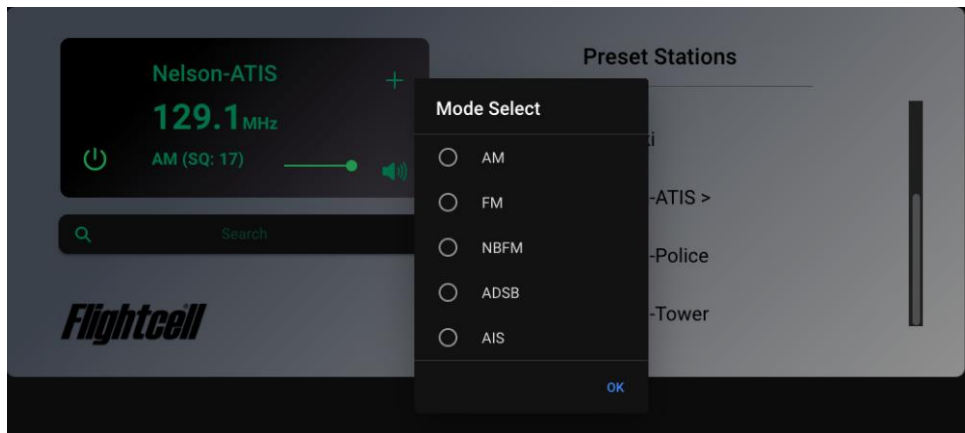 Nelson-ATIS
+
129.1MHz
AM (SQ: 17)
Search
Flightcell
Preset Stations
ki
-ATIS >
-Police
-Tower
Mode Select
AM
FM
NBFM
ADSB
AIS
OK